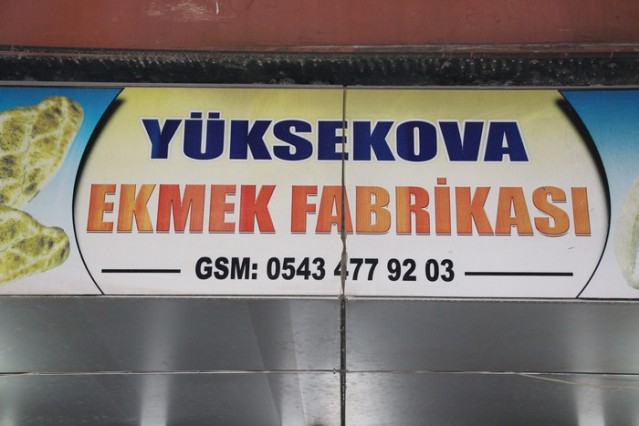 YÜKSEKOVA
EKMEK FABRİKASI
GSM: 0543 477 92 03